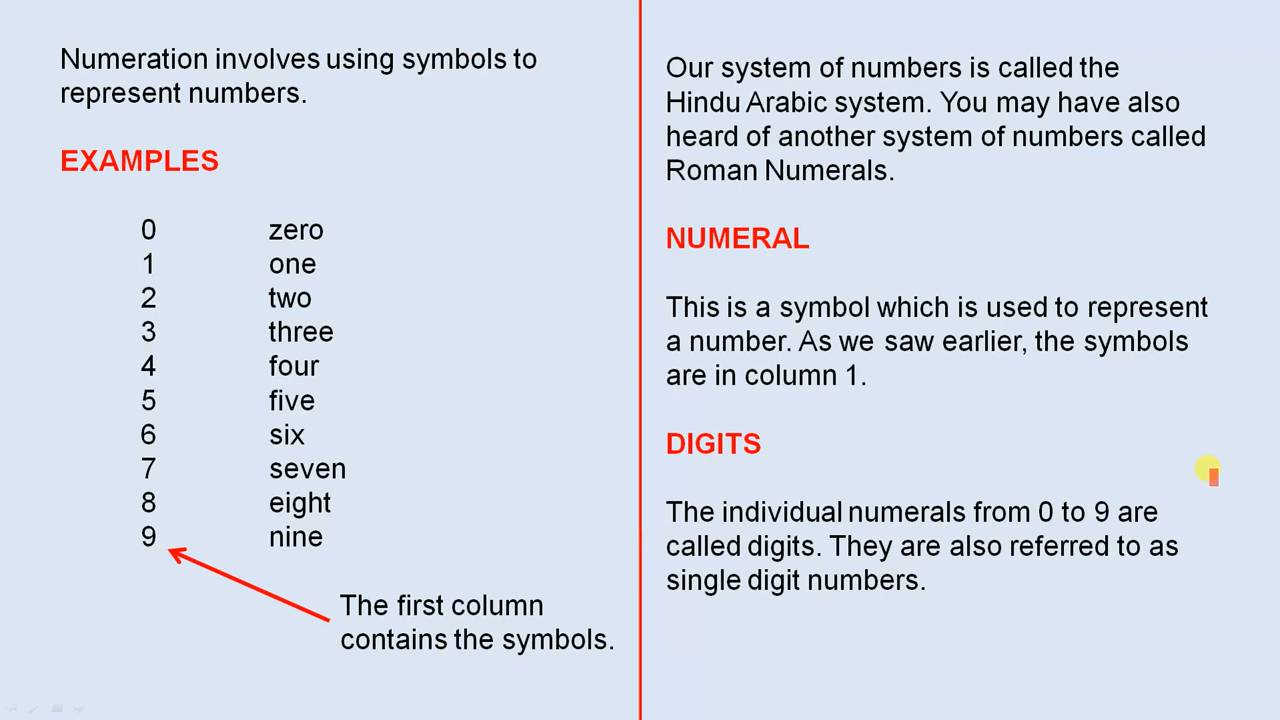 Numeration involves using symbols to
represent numbers.
EXAMPLES
0 zero
1 one
2 two
3 three
4 four
5 five
6 six
7 seven
8 eight
9 nine
The first column
contains the symbols.
Our system of numbers is called the
Hindu Arabic system. You may have also
heard of another system of numbers called
Roman Numerals.
NUMERAL
This is a symbol which is used to represent
a number. As we saw earlier, the symbols
are in column 1.
DIGITS
The individual numerals from 0 to 9 are
called digits. They are also referred to as
single digit numbers.